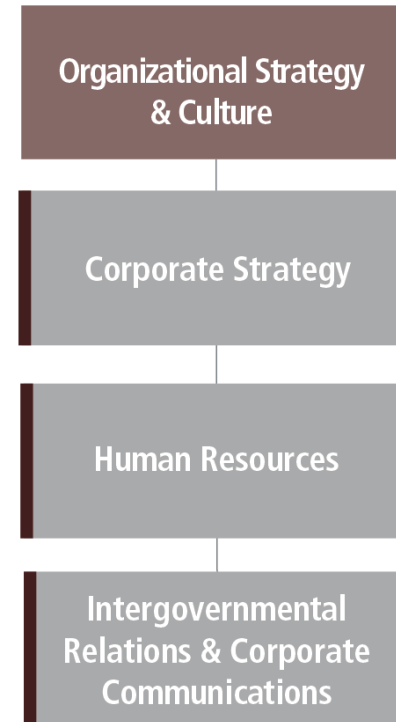 Organizational Strategy
& Culture
Corporate Strategy
Human Resources
Intergovernmental
Relations & Corporate
Communications